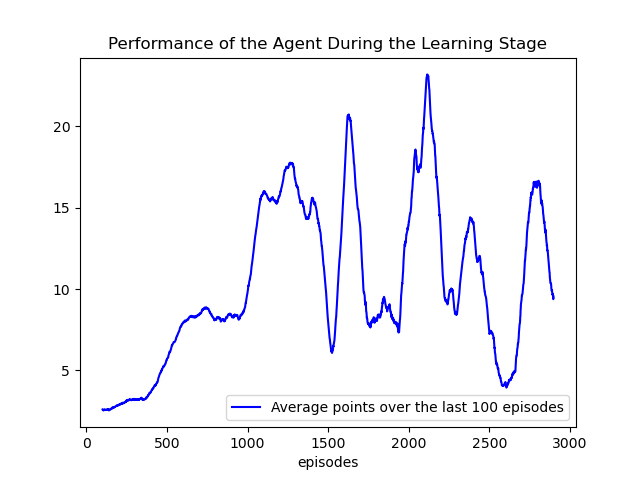 Performance of the Agent During the Learning Stage
20
15
10
5
Average points over the last 100 episodes
0 500 1000 1500 2000 2500 3000
episodes